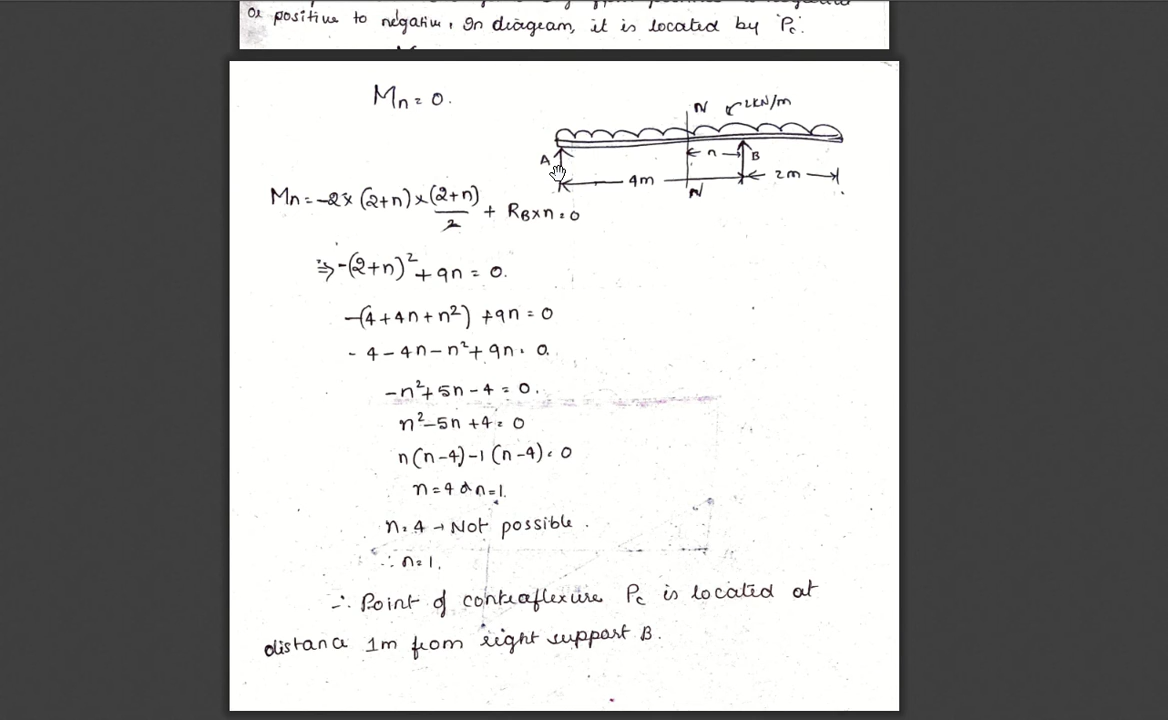 or positive to negative. In diagram, it is located by 'Pc'.
Mn = 0.
N 2KN/m
A n B
4m 2m
N
Mn = -2 × (2+n) × (2+n)/2 + RB×n = 0
⇒ -(2+n)² + 9n = 0.
-(4+4n+n²) +9n = 0
- 4 - 4n - n² + 9n = 0.
-n² + 5n - 4 = 0.
n² - 5n + 4 = 0
n(n-4) - 1 (n-4) = 0
n = 4 or n = 1.
n = 4 → Not possible.
∴ n = 1.
∴ Point of contraflexure Pc is located at
distance 1m from right support B.